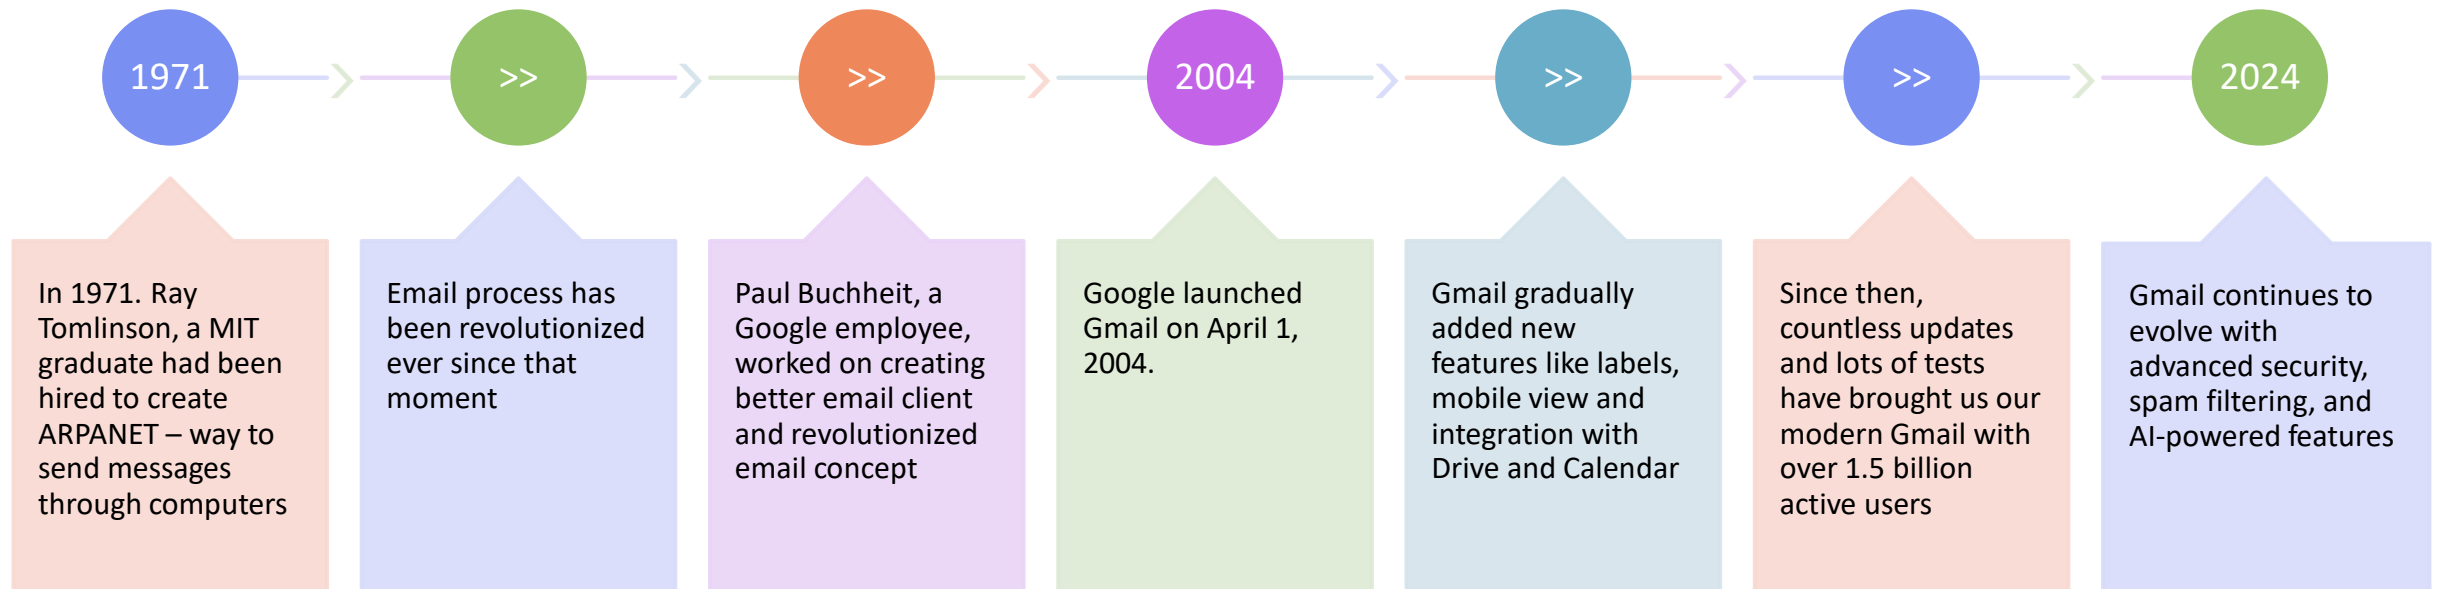 1971
>>
>>
2004
>>
>>
2024
In 1971. Ray
Tomlinson, a MIT
graduate had been
hired to create
ARPANET – way to
send messages
through computers
Email process has
been revolutionized
ever since that
moment
Paul Buchheit, a
Google employee,
worked on creating
better email client
and revolutionized
email concept
Google launched
Gmail on April 1,
2004.
Gmail gradually
added new
features like labels,
mobile view and
integration with
Drive and Calendar
Since then,
countless updates
and lots of tests
have brought us our
modern Gmail with
over 1.5 billion
active users
Gmail continues to
evolve with
advanced security,
spam filtering, and
AI-powered features